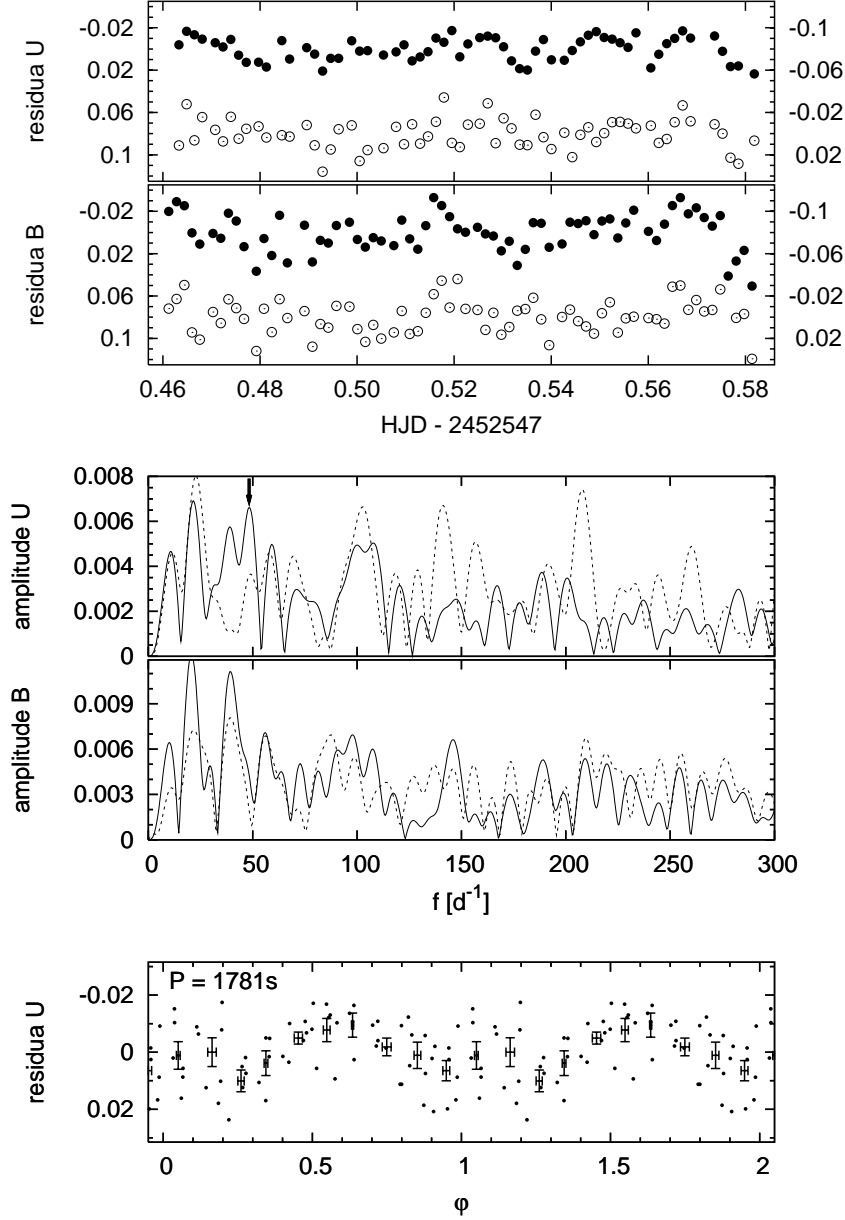 residua U
-0.02
0.02
0.06
0.1
-0.1
-0.06
-0.02
0.02
residua B
-0.02
0.02
0.06
0.1
-0.1
-0.06
-0.02
0.02
0.46 0.48 0.50 0.52 0.54 0.56 0.58
HJD - 2452547
amplitude U
0.008
0.006
0.004
0.002
0
amplitude B
0.009
0.006
0.003
0
0 50 100 150 200 250 300
f [d-1]
P = 1781s
residua U
-0.02
0
0.02
0 0.5 1 1.5 2
φ